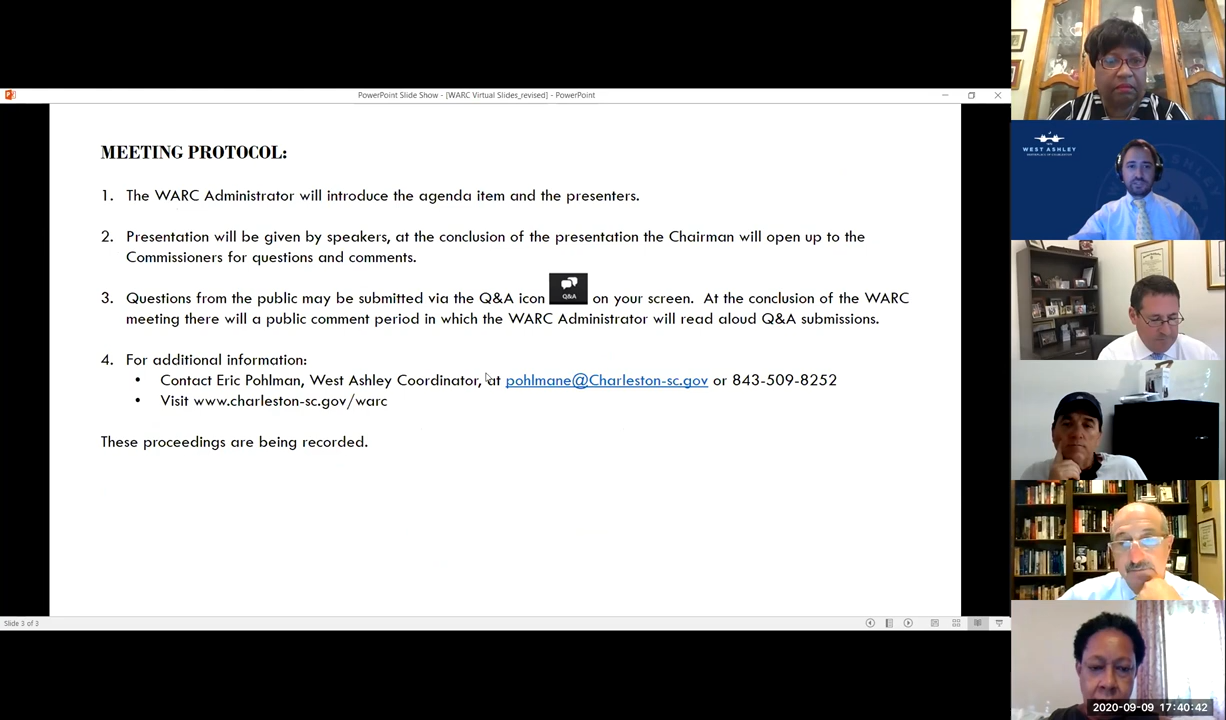 PowerPoint Slide Show - [WARC Virtual Slides_revised] - PowerPoint
MEETING PROTOCOL:
1. The WARC Administrator will introduce the agenda item and the presenters.
2. Presentation will be given by speakers, at the conclusion of the presentation the Chairman will open up to the
Commissioners for questions and comments.
3. Questions from the public may be submitted via the Q&A icon Q&A on your screen. At the conclusion of the WARC
meeting there will a public comment period in which the WARC Administrator will read aloud Q&A submissions.
4. For additional information:
• Contact Eric Pohlman, West Ashley Coordinator, at pohlmane@Charleston-sc.gov or 843-509-8252
• Visit www.charleston-sc.gov/warc
These proceedings are being recorded.
Slide 3 of 3
WEST ASHLEY
2020-09-09 17:40:42